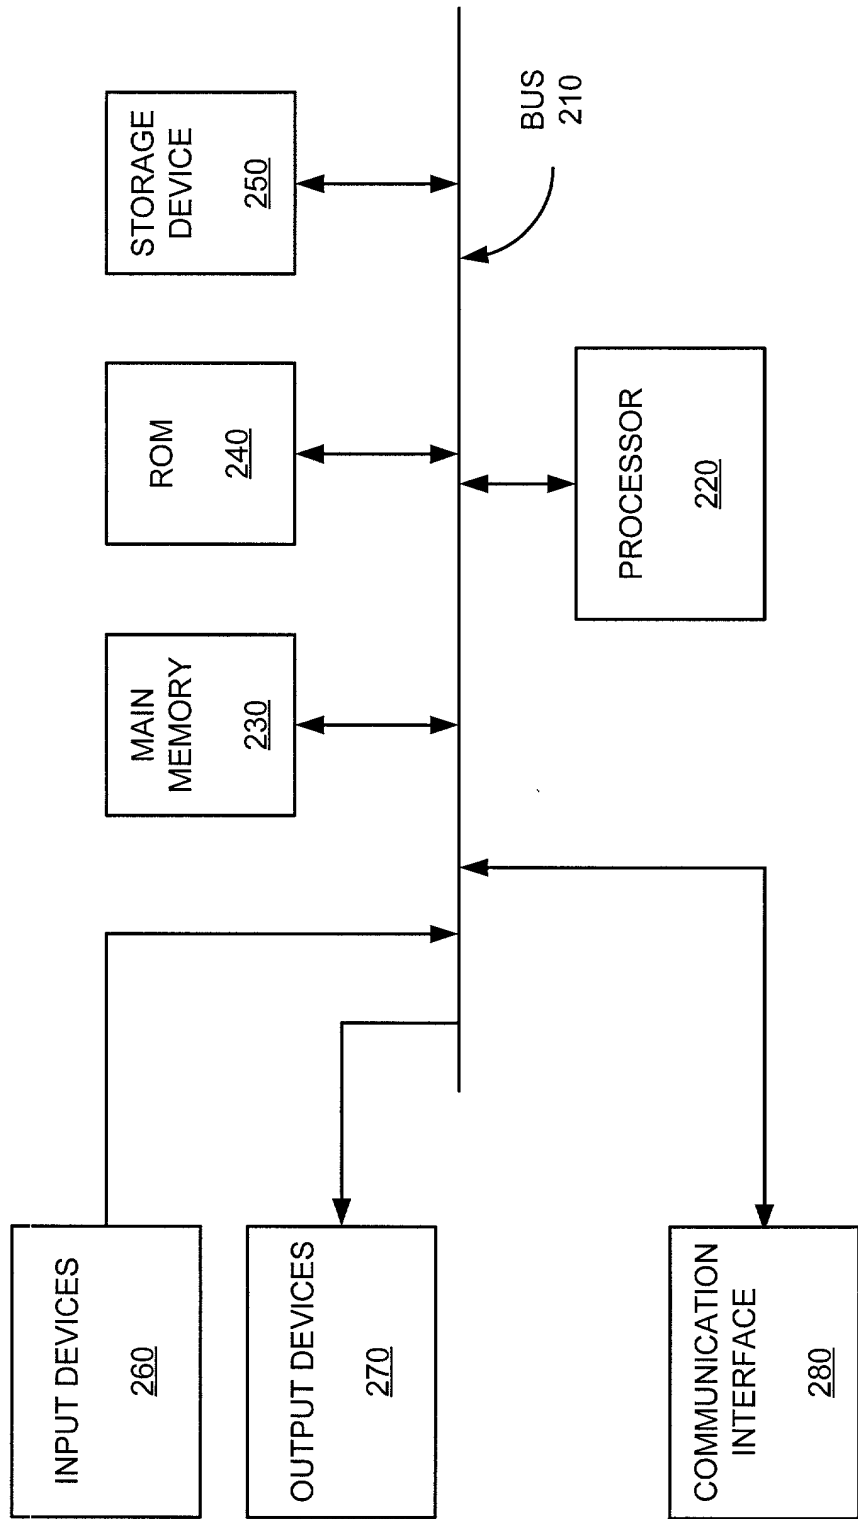 INPUT DEVICES
260
MAIN
MEMORY
230
ROM
240
STORAGE
DEVICE
250
OUTPUT DEVICES
270
BUS
210
PROCESSOR
220
COMMUNICATION
INTERFACE
280